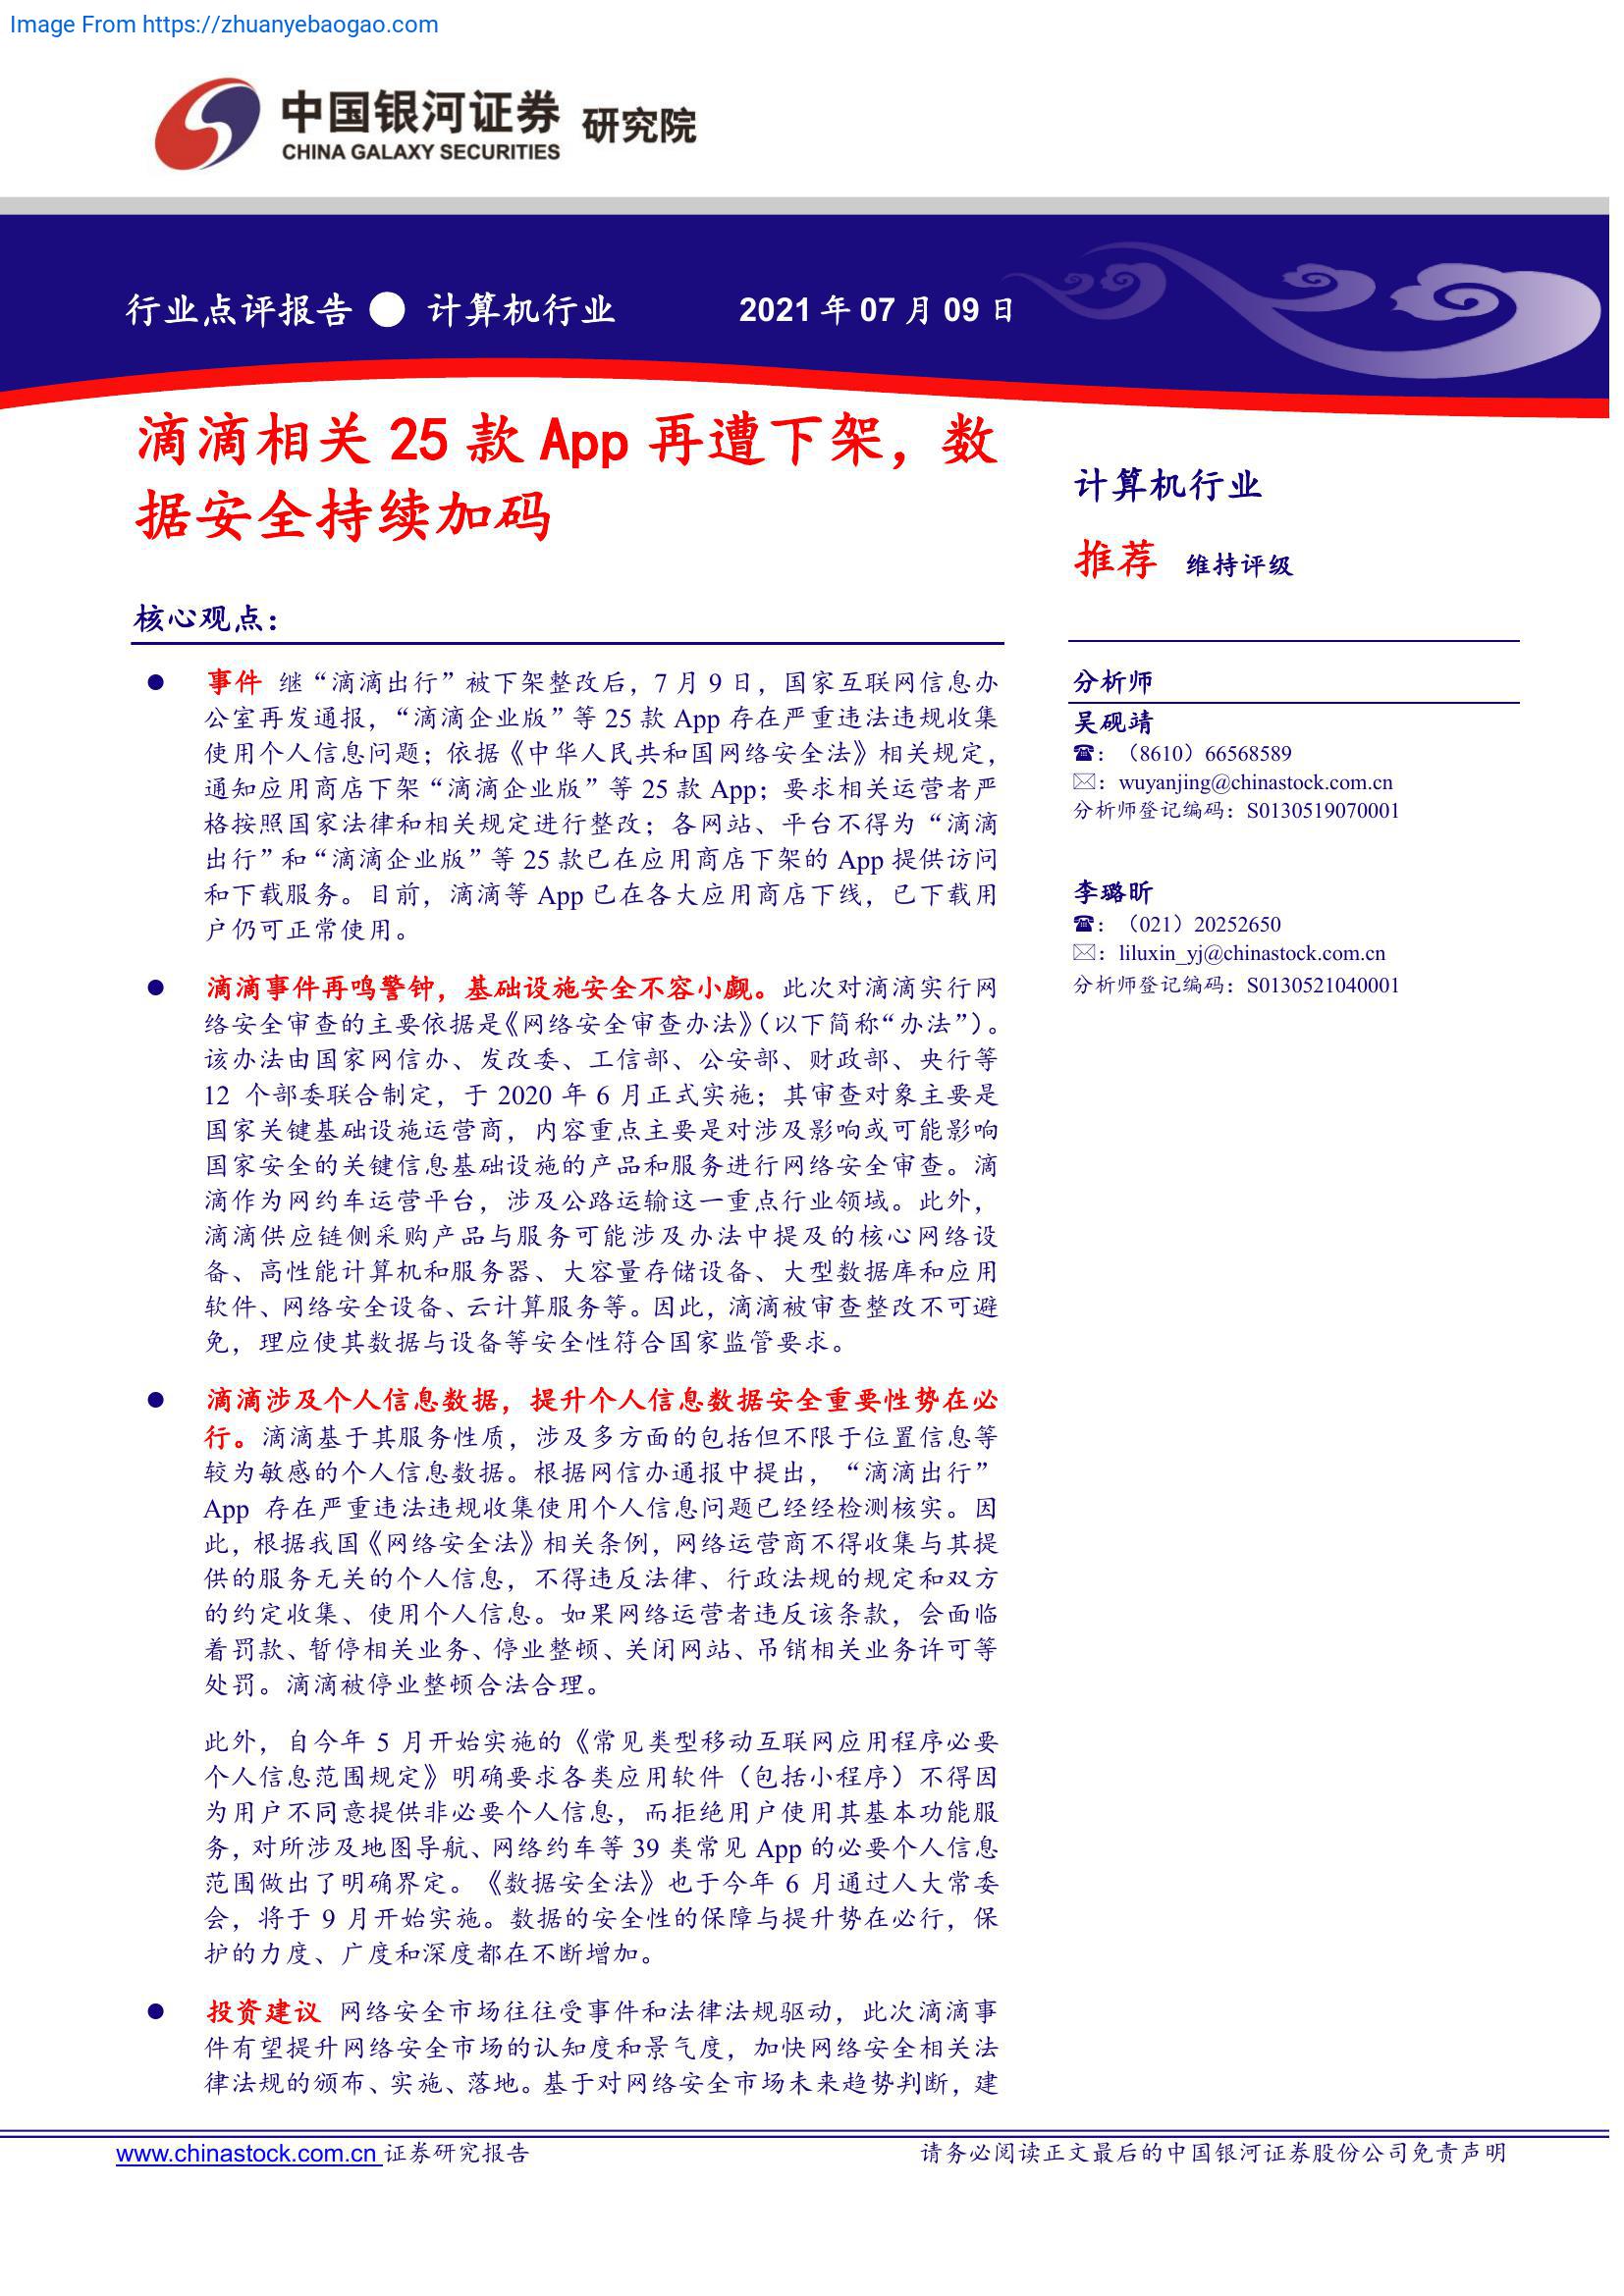 Image From https://zhuanyebaogao.com
中国银河证券 研究院
CHINA GALAXY SECURITIES
行业点评报告 ● 计算机行业 2021 年 07 月 09 日
滴滴相关 25 款 App 再遭下架，数
据安全持续加码
核心观点：
● 事件 继“滴滴出行”被下架整改后，7 月 9 日，国家互联网信息办
公室再发通报，“滴滴企业版”等 25 款 App 存在严重违法违规收集
使用个人信息问题；依据《中华人民共和国网络安全法》相关规定，
通知应用商店下架“滴滴企业版”等 25 款 App；要求相关运营者严
格按照国家法律和相关规定进行整改；各网站、平台不得为“滴滴
出行”和“滴滴企业版”等 25 款已在应用商店下架的 App 提供访问
和下载服务。目前，滴滴等 App 已在各大应用商店下线，已下载用
户仍可正常使用。
● 滴滴事件再鸣警钟，基础设施安全不容小觑。此次对滴滴实行网
络安全审查的主要依据是《网络安全审查办法》（以下简称“办法”）。
该办法由国家网信办、发改委、工信部、公安部、财政部、央行等
12 个部委联合制定，于 2020 年 6 月正式实施；其审查对象主要是
国家关键基础设施运营商，内容重点主要是对涉及影响或可能影响
国家安全的关键信息基础设施的产品和服务进行网络安全审查。滴
滴作为网约车运营平台，涉及公路运输这一重点行业领域。此外，
滴滴供应链侧采购产品与服务可能涉及办法中提及的核心网络设
备、高性能计算机和服务器、大容量存储设备、大型数据库和应用
软件、网络安全设备、云计算服务等。因此，滴滴被审查整改不可避
免，理应使其数据与设备等安全性符合国家监管要求。
● 滴滴涉及个人信息数据，提升个人信息数据安全重要性势在必
行。滴滴基于其服务性质，涉及多方面的包括但不限于位置信息等
较为敏感的个人信息数据。根据网信办通报中提出，“滴滴出行”
App 存在严重违法违规收集使用个人信息问题已经经检测核实。因
此，根据我国《网络安全法》相关条例，网络运营商不得收集与其提
供的服务无关的个人信息，不得违反法律、行政法规的规定和双方
的约定收集、使用个人信息。如果网络运营者违反该条款，会面临
着罚款、暂停相关业务、停业整顿、关闭网站、吊销相关业务许可等
处罚。滴滴被停业整顿合法合理。
此外，自今年 5 月开始实施的《常见类型移动互联网应用程序必要
个人信息范围规定》明确要求各类应用软件（包括小程序）不得因
为用户不同意提供非必要个人信息，而拒绝用户使用其基本功能服
务，对所涉及地图导航、网络约车等 39 类常见 App 的必要个人信息
范围做出了明确界定。《数据安全法》也于今年 6 月通过人大常委
会，将于 9 月开始实施。数据的安全性的保障与提升势在必行，保
护的力度、广度和深度都在不断增加。
● 投资建议 网络安全市场往往受事件和法律法规驱动，此次滴滴事
件有望提升网络安全市场的认知度和景气度，加快网络安全相关法
律法规的颁布、实施、落地。基于对网络安全市场未来趋势判断，建
计算机行业
推荐 维持评级
分析师
吴砚靖
☎：（8610）66568589
✉：wuyanjing@chinastock.com.cn
分析师登记编码：S0130519070001
李璐昕
☎：（021）20252650
✉：liluxin_yj@chinastock.com.cn
分析师登记编码：S0130521040001
www.chinastock.com.cn 证券研究报告
请务必阅读正文最后的中国银河证券股份公司免责声明